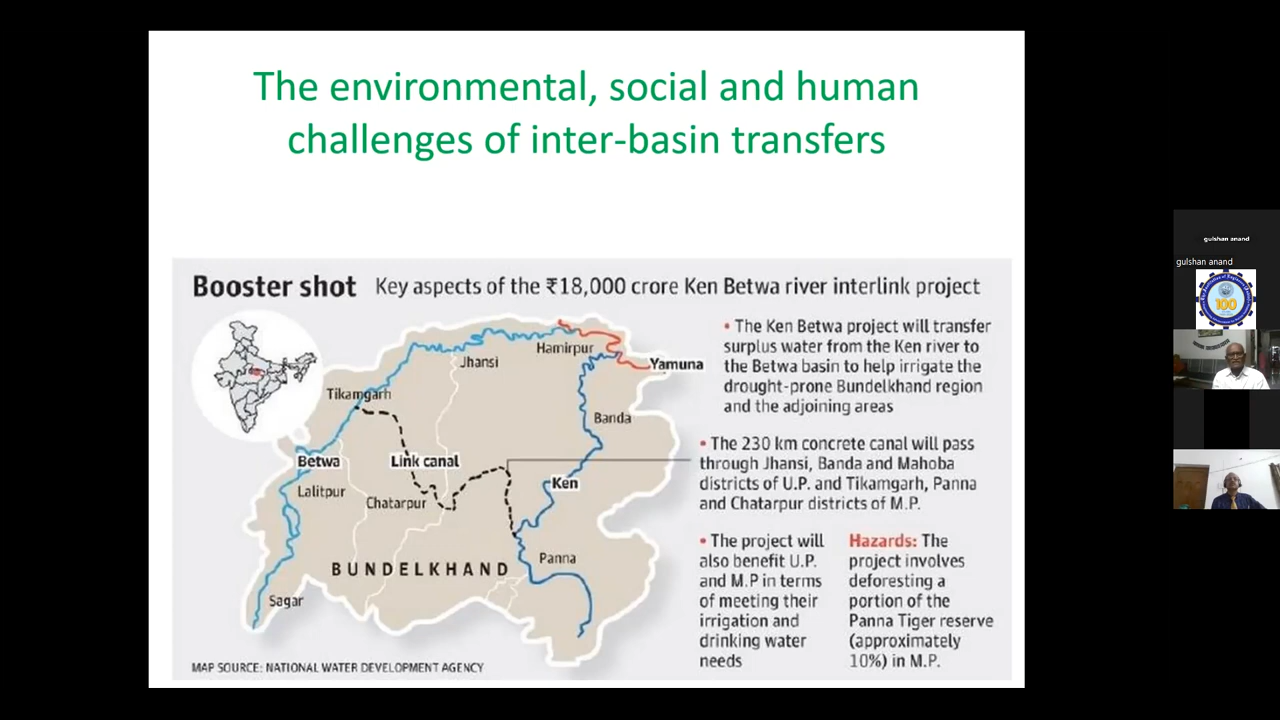 The environmental, social and human
challenges of inter-basin transfers
Booster shot Key aspects of the ₹18,000 crore Ken Betwa river interlink project
Hamirpur
Jhansi
Yamuna
Tikamgarh
Banda
Betwa
Link canal
Ken
Lalitpur
Chatarpur
Panna
BUNDELKHAND
Sagar
MAP SOURCE: NATIONAL WATER DEVELOPMENT AGENCY
• The Ken Betwa project will transfer
surplus water from the Ken river to
the Betwa basin to help irrigate the
drought-prone Bundelkhand region
and the adjoining areas
• The 230 km concrete canal will pass
through Jhansi, Banda and Mahoba
districts of U.P. and Tikamgarh, Panna
and Chatarpur districts of M.P.
• The project will
also benefit U.P.
and M.P in terms
of meeting their
irrigation and
drinking water
needs
Hazards: The
project involves
deforesting a
portion of the
Panna Tiger reserve
(approximately
10%) in M.P.
gulshan anand
gulshan anand
100